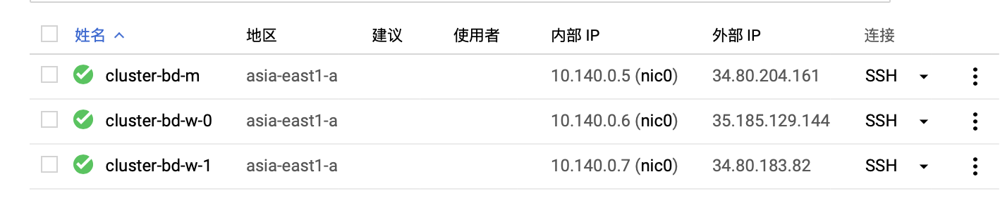 姓名 地区 建议 使用者 内部 IP 外部 IP 连接
cluster-bd-m asia-east1-a 10.140.0.5 (nic0) 34.80.204.161 SSH
cluster-bd-w-0 asia-east1-a 10.140.0.6 (nic0) 35.185.129.144 SSH
cluster-bd-w-1 asia-east1-a 10.140.0.7 (nic0) 34.80.183.82 SSH